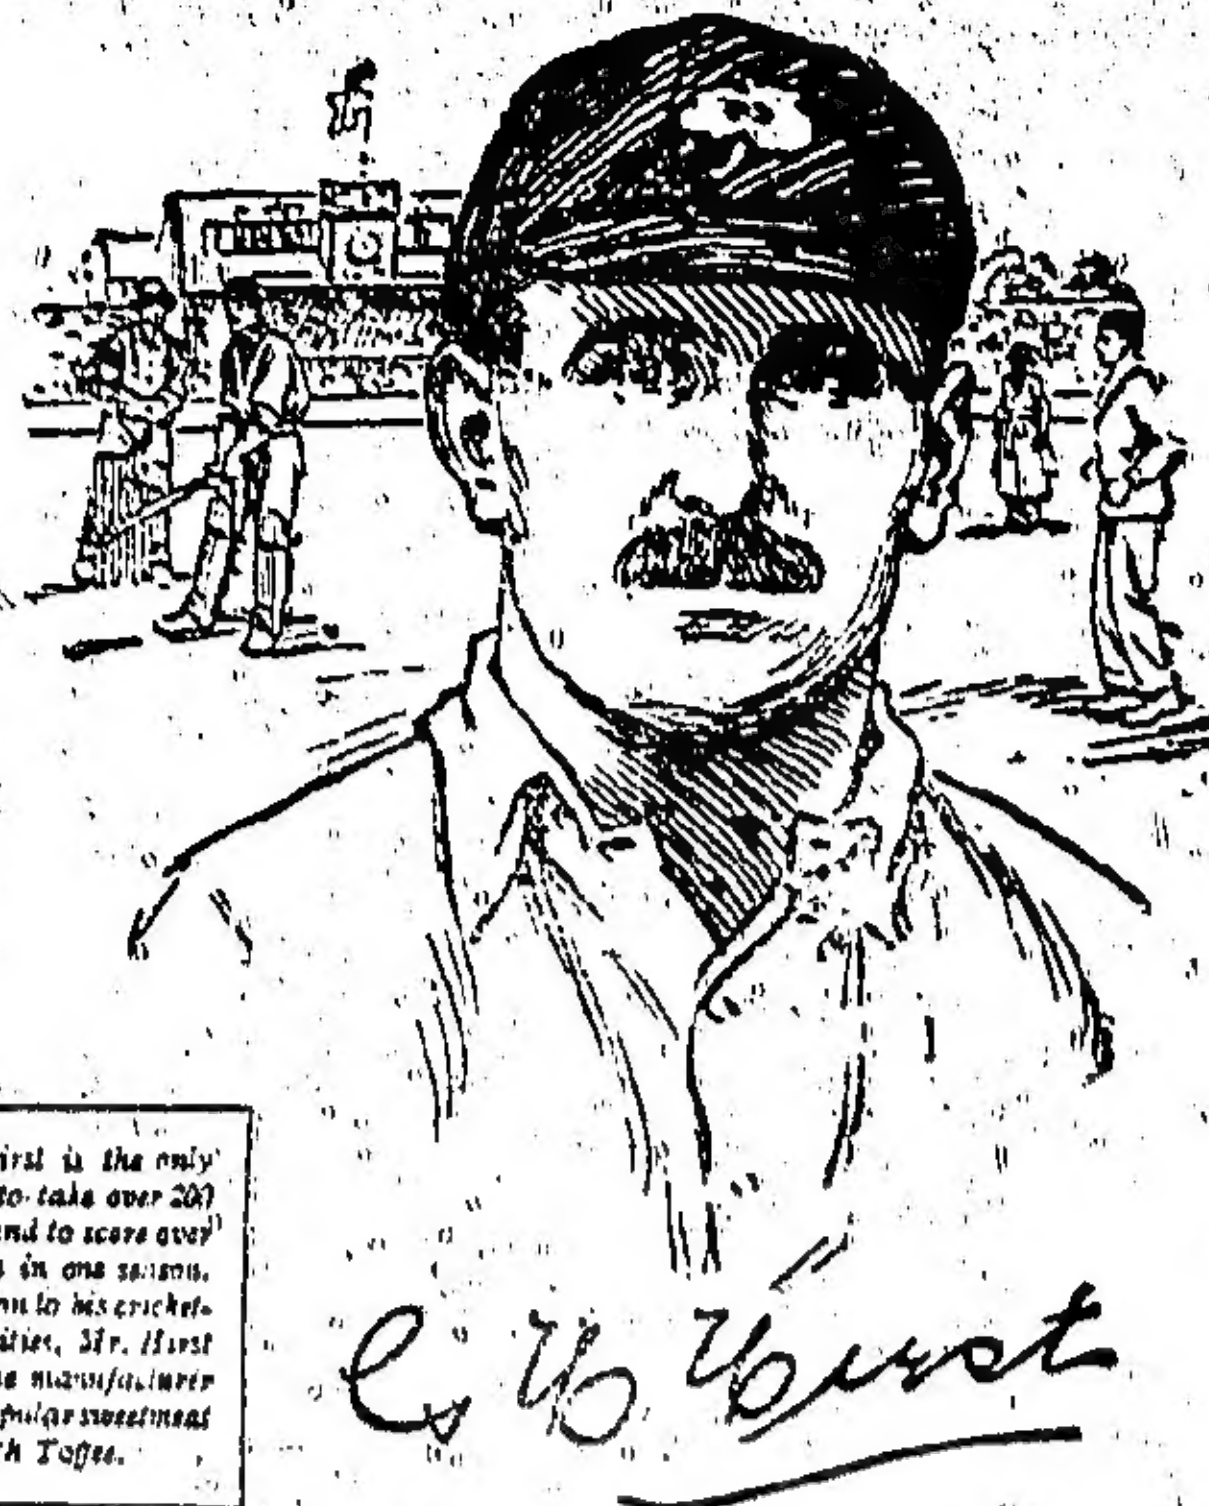 is the only
to take over 200
and to score over
in one season.
to his cricket-
Mr. Hirst
manufacturer
sweetmeat
Toffee.
G H Hirst